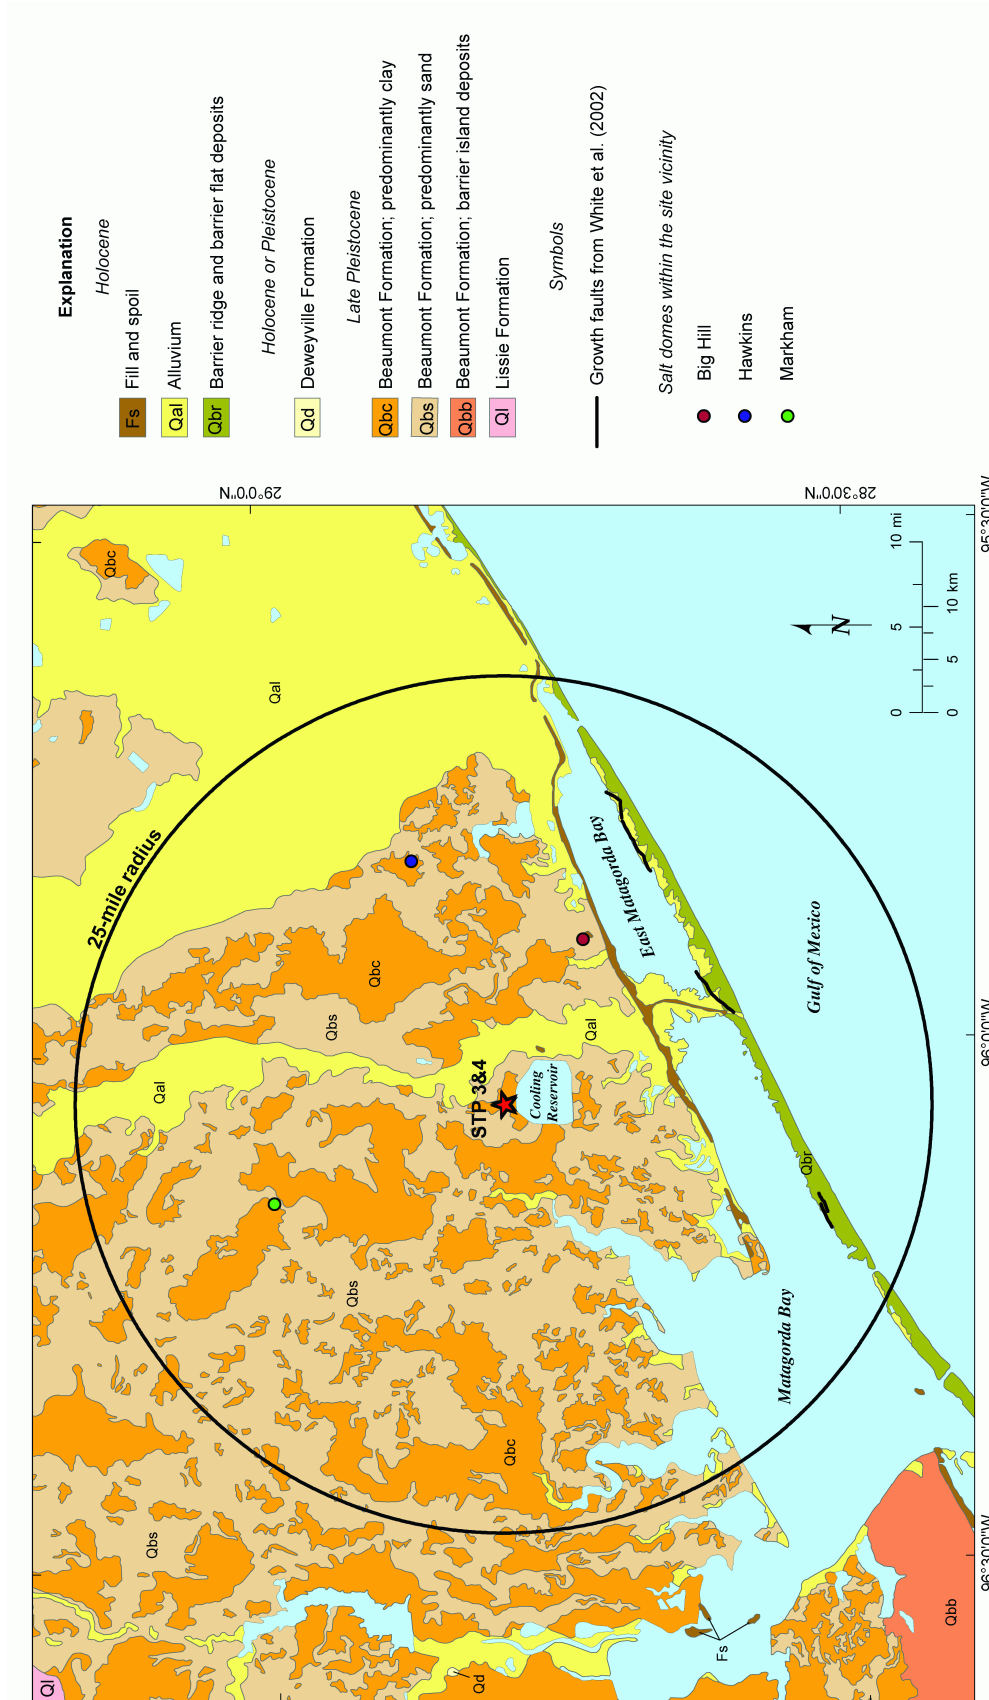 Explanation
Holocene
Fs Fill and spoil
Qal Alluvium
Qbr Barrier ridge and barrier flat deposits
Holocene or Pleistocene
Qd Deweyville Formation
Late Pleistocene
Qbc Beaumont Formation; predominantly clay
Qbs Beaumont Formation; predominantly sand
Qbb Beaumont Formation; barrier island deposits
Ql Lissie Formation
Symbols
Growth faults from White et al. (2002)
Salt domes within the site vicinity
Big Hill
Hawkins
Markham
29°0'0"N
28°30'0"N
95°30'0"W
96°0'0"W
96°30'0"W
Qbc
Qal
25-mile radius
Qbc
Qbs
Qal
Qal
STP 3&4
Cooling
Reservoir
East Matagorda Bay
Gulf of Mexico
Qbr
Matagorda Bay
Qbs
Qbc
Qbs
Fs
Qbb
Qd
Ql
N
0 5 10 mi
0 5 10 km